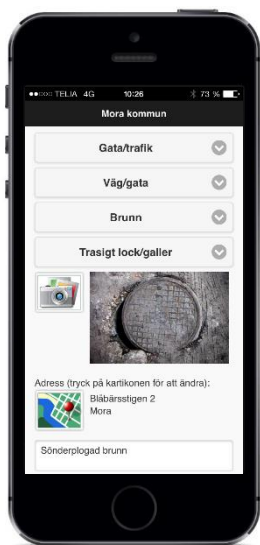 ●●○○○ TELIA 4G 10:26 73 %
Mora kommun
Gata/trafik
Väg/gata
Brunn
Trasigt lock/galler
Adress (tryck på kartikonen för att ändra):
Blåbärsstigen 2
Mora
Sönderplogad brunn